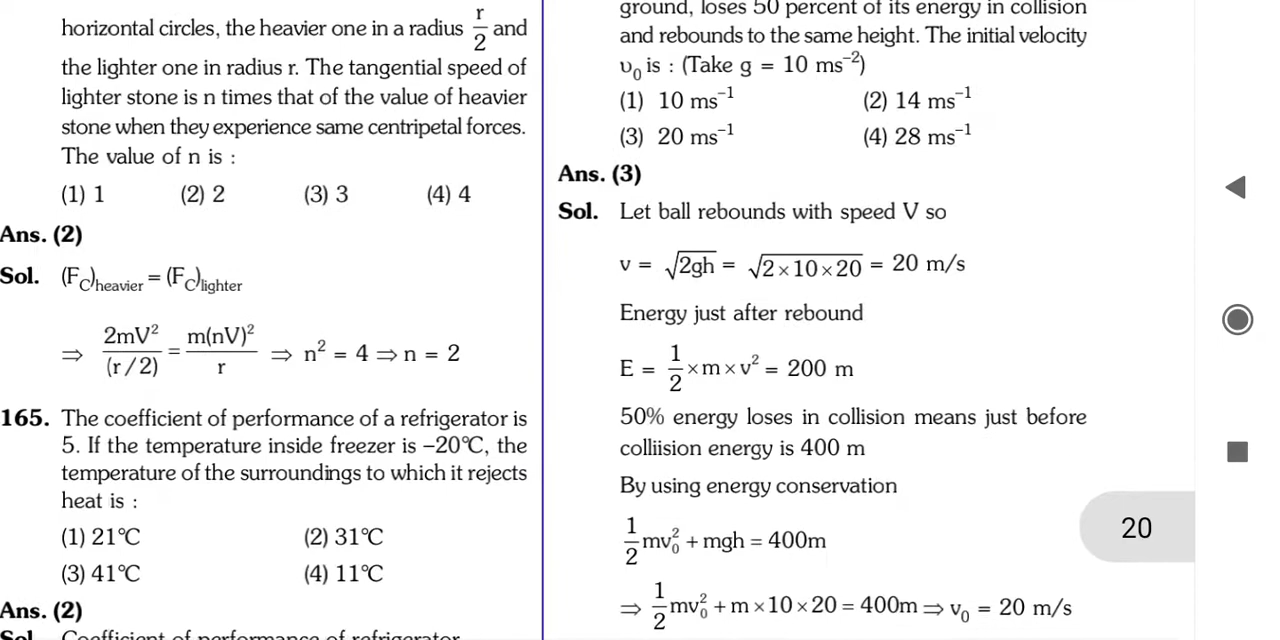 horizontal circles, the heavier one in a radius r/2 and
the lighter one in radius r. The tangential speed of
lighter stone is n times that of the value of heavier
stone when they experience same centripetal forces.
The value of n is :
(1) 1 (2) 2 (3) 3 (4) 4
Ans. (2)
Sol. (F_C)_heavier = (F_C)_lighter
⇒ 2mV²/(r/2) = m(nV)²/r ⇒ n² = 4 ⇒ n = 2
165. The coefficient of performance of a refrigerator is
5. If the temperature inside freezer is –20°C, the
temperature of the surroundings to which it rejects
heat is :
(1) 21°C (2) 31°C
(3) 41°C (4) 11°C
Ans. (2)
Sol. Coefficient of performance of refrigerator
ground, loses 50 percent of its energy in collision
and rebounds to the same height. The initial velocity
υ₀ is : (Take g = 10 ms⁻²)
(1) 10 ms⁻¹ (2) 14 ms⁻¹
(3) 20 ms⁻¹ (4) 28 ms⁻¹
Ans. (3)
Sol. Let ball rebounds with speed V so
v = √(2gh) = √(2×10×20) = 20 m/s
Energy just after rebound
E = 1/2 × m × v² = 200 m
50% energy loses in collision means just before
colliision energy is 400 m
By using energy conservation
1/2 mv₀² + mgh = 400m
⇒ 1/2 mv₀² + m×10×20 = 400m ⇒ v₀ = 20 m/s
20